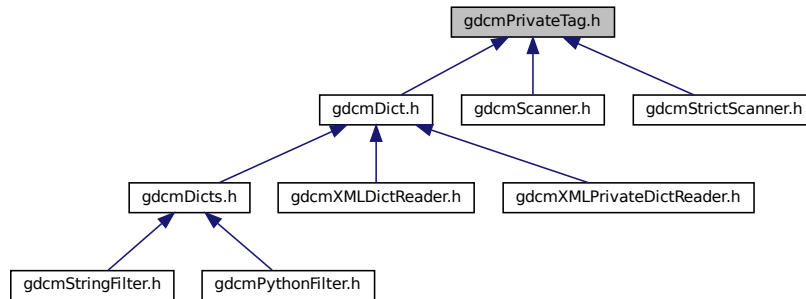 gdcmPrivateTag.h
gdcmDict.h
gdcmScanner.h
gdcmStrictScanner.h
gdcmDicts.h
gdcmXMLDictReader.h
gdcmXMLPrivateDictReader.h
gdcmStringFilter.h
gdcmPythonFilter.h